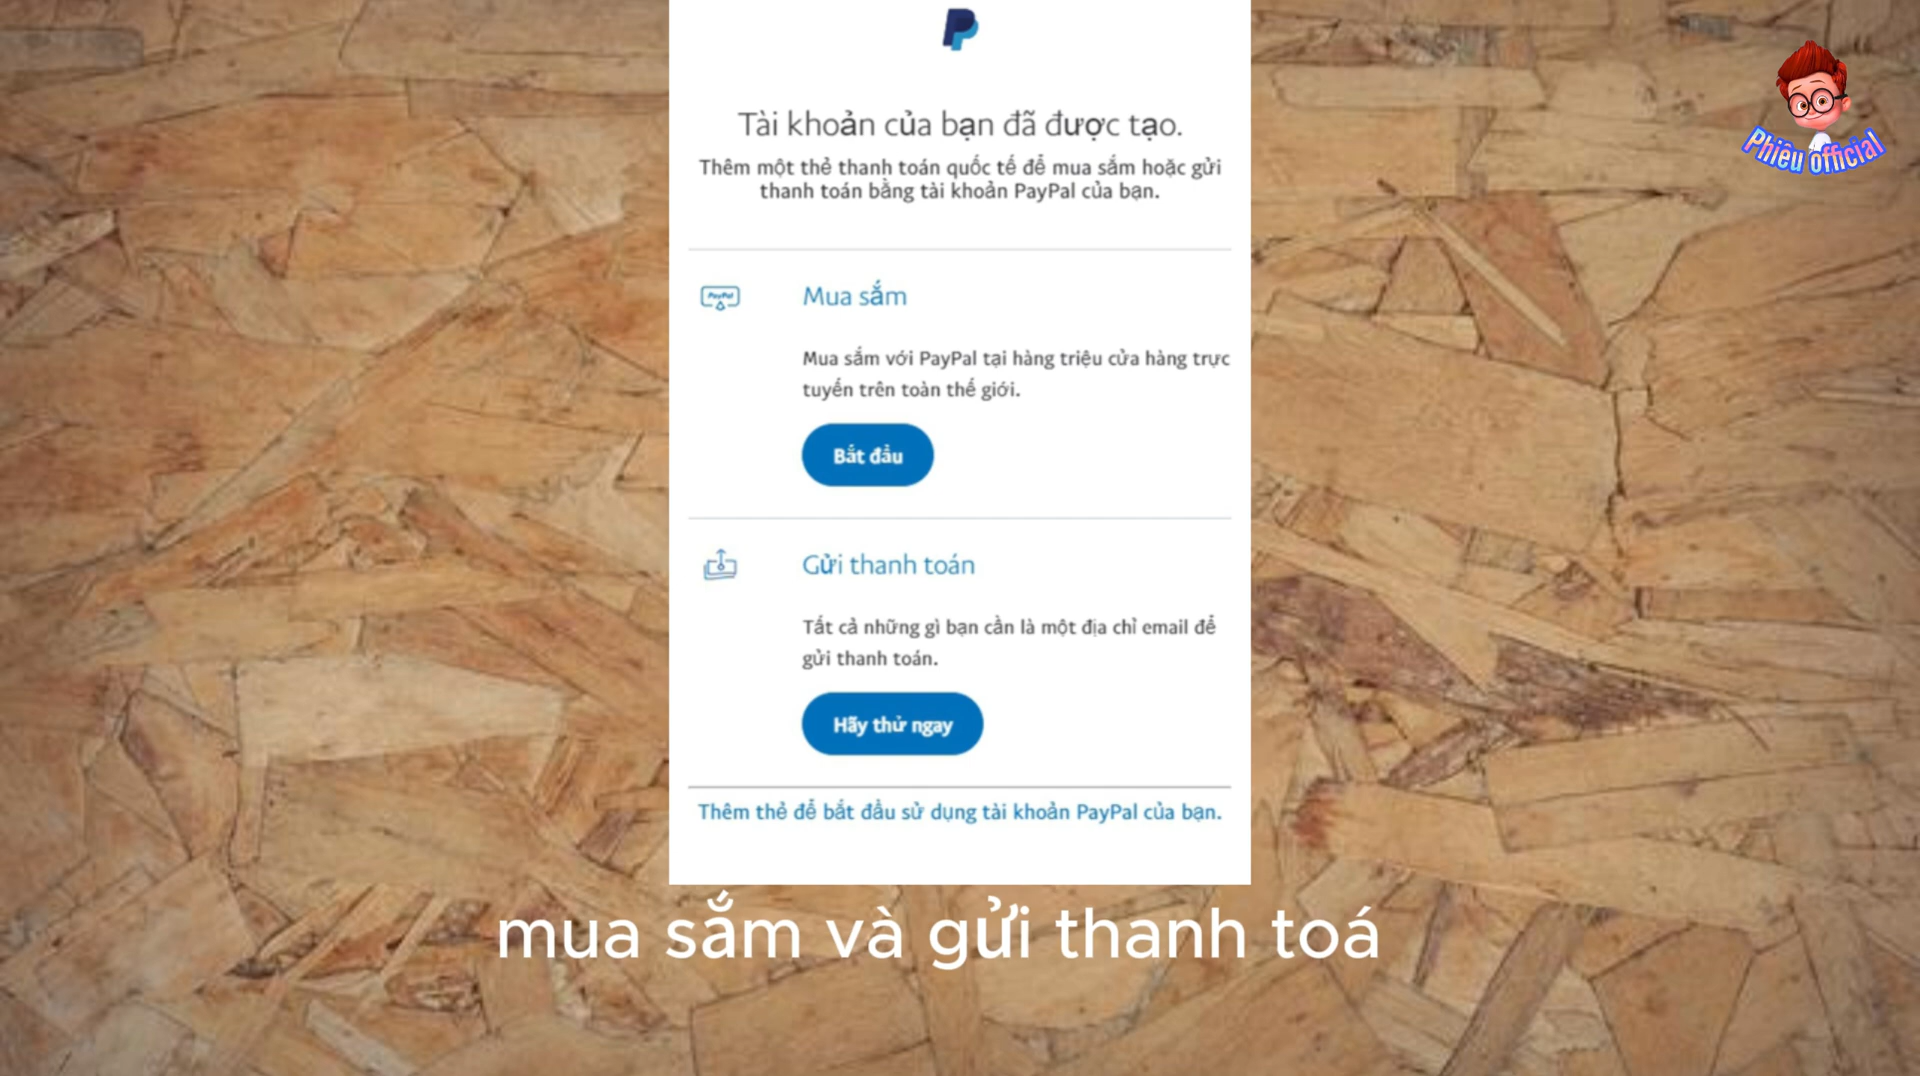 Phiêu official
Tài khoản của bạn đã được tạo.
Thêm một thẻ thanh toán quốc tế để mua sắm hoặc gửi
thanh toán bằng tài khoản PayPal của bạn.
PayPal
Mua sắm
Mua sắm với PayPal tại hàng triệu cửa hàng trực
tuyến trên toàn thế giới.
Bắt đầu
Gửi thanh toán
Tất cả những gì bạn cần là một địa chỉ email để
gửi thanh toán.
Hãy thử ngay
Thêm thẻ để bắt đầu sử dụng tài khoản PayPal của bạn.
mua sắm và gửi thanh toá